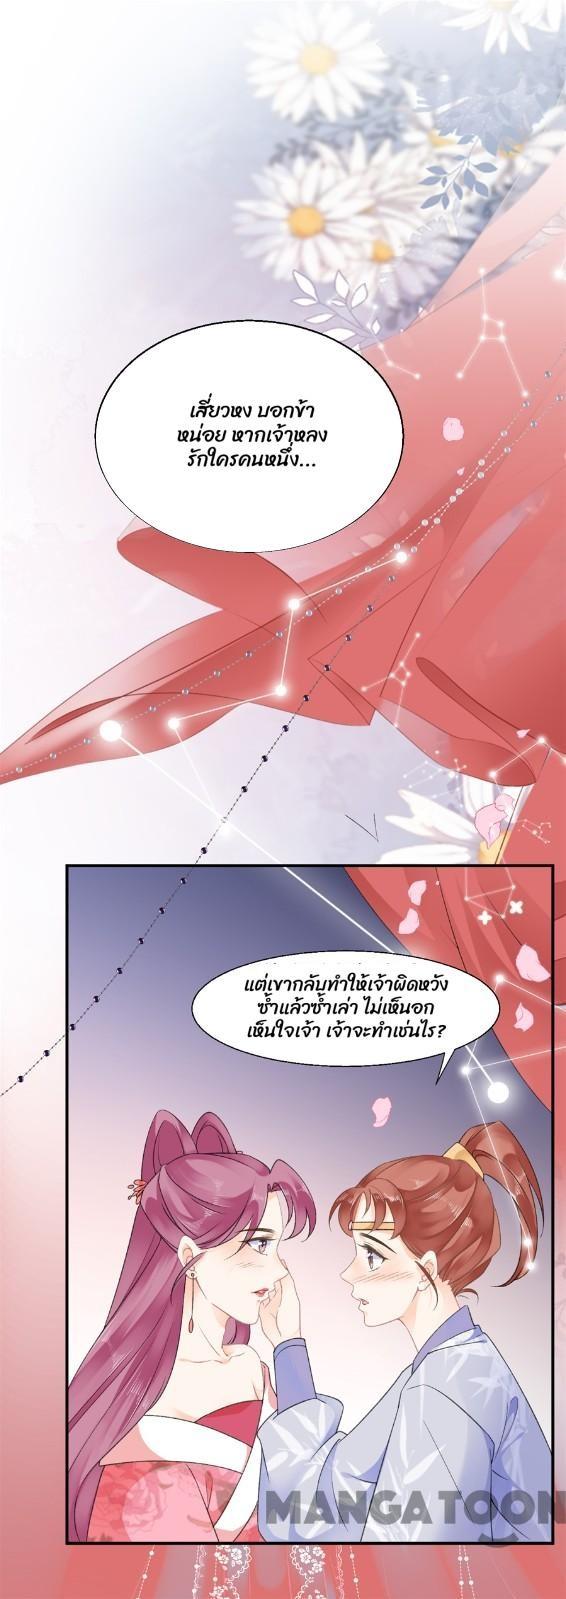 เสี่ยวหง บอกข้า
หน่อย หากเจ้าหลง
รักใครคนหนึ่ง...
แต่เขากลับทำให้เจ้าผิดหวัง
ซ้ำแล้วซ้ำเล่า ไม่เห็นอก
เห็นใจเจ้า เจ้าจะทำเช่นไร?
MANGATOON
MANGATOON